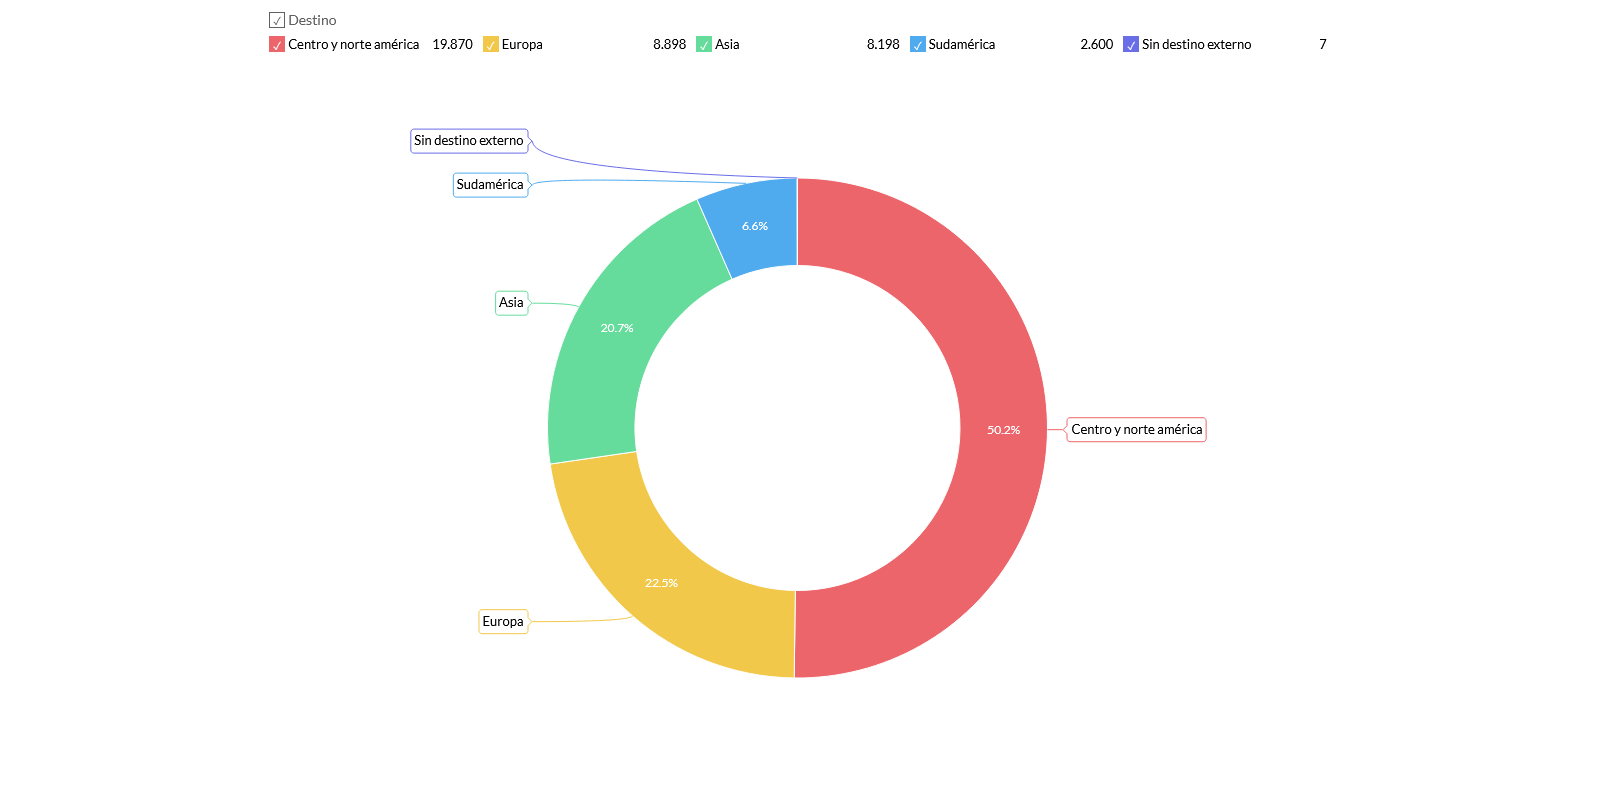 Destino
Centro y norte américa 19.870 Europa 8.898 Asia 8.198 Sudamérica 2.600 Sin destino externo 7
Sin destino externo
Sudamérica
6.6%
Asia
20.7%
50.2%
Centro y norte américa
22.5%
Europa